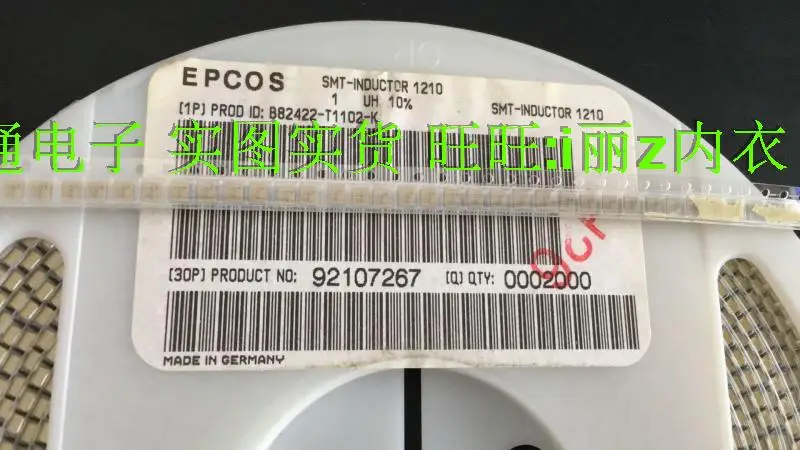 EPCOS SMT-INDUCTOR 1210
1 UH 10% SMT-INDUCTOR 1210
[1P] PROD ID: B82422-T1102-K
通电子 实图实货 旺旺:i丽z内衣
[30P] PRODUCT NO: 92107267 [Q] QTY: 0002000
MADE IN GERMANY